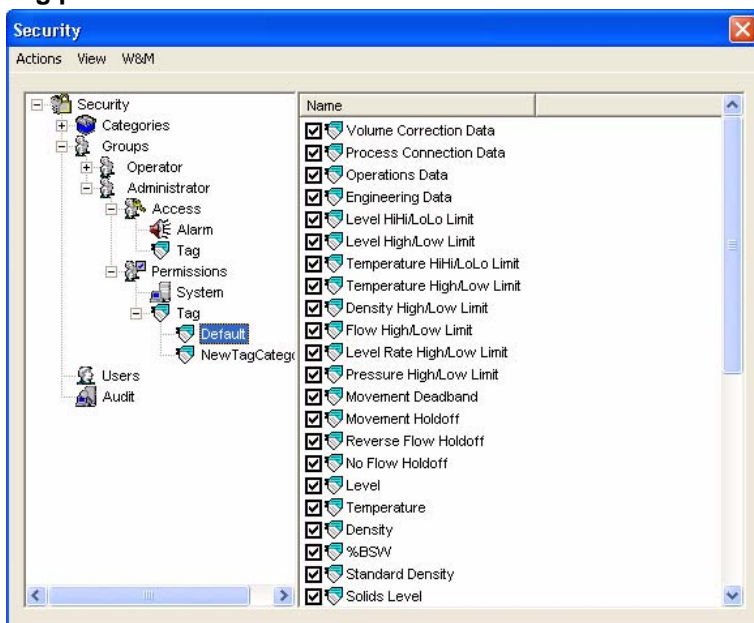 Security
Actions View W&M
Security
Categories
Groups
Operator
Administrator
Access
Alarm
Tag
Permissions
System
Tag
Default
NewTagCateg
Users
Audit
Name
Volume Correction Data
Process Connection Data
Operations Data
Engineering Data
Level HiHi/LoLo Limit
Level High/Low Limit
Temperature HiHi/LoLo Limit
Temperature High/Low Limit
Density High/Low Limit
Flow High/Low Limit
Level Rate High/Low Limit
Pressure High/Low Limit
Movement Deadband
Movement Holdoff
Reverse Flow Holdoff
No Flow Holdoff
Level
Temperature
Density
%BSW
Standard Density
Solids Level